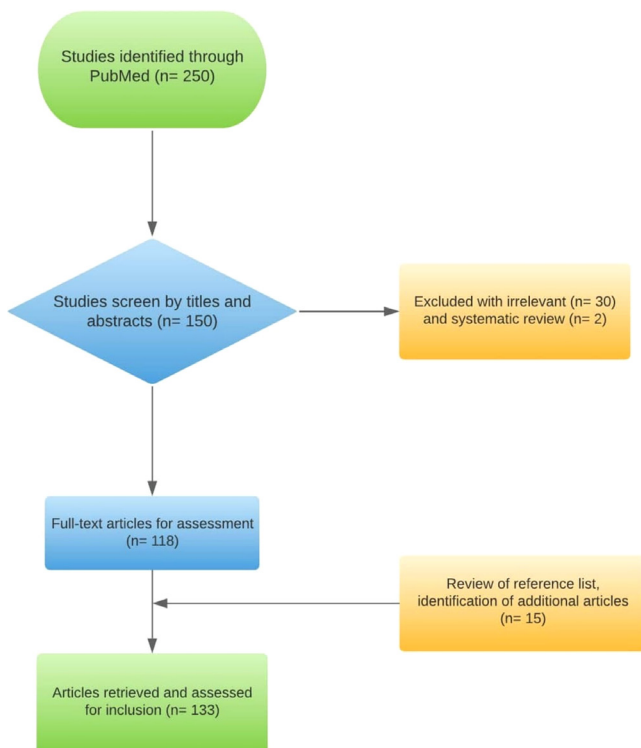 Studies identified through
PubMed (n= 250)
Studies screen by titles and
abstracts (n= 150)
Excluded with irrelevant (n= 30)
and systematic review (n= 2)
Full-text articles for assessment
(n= 118)
Review of reference list,
identification of additional articles
(n= 15)
Articles retrieved and assessed
for inclusion (n= 133)